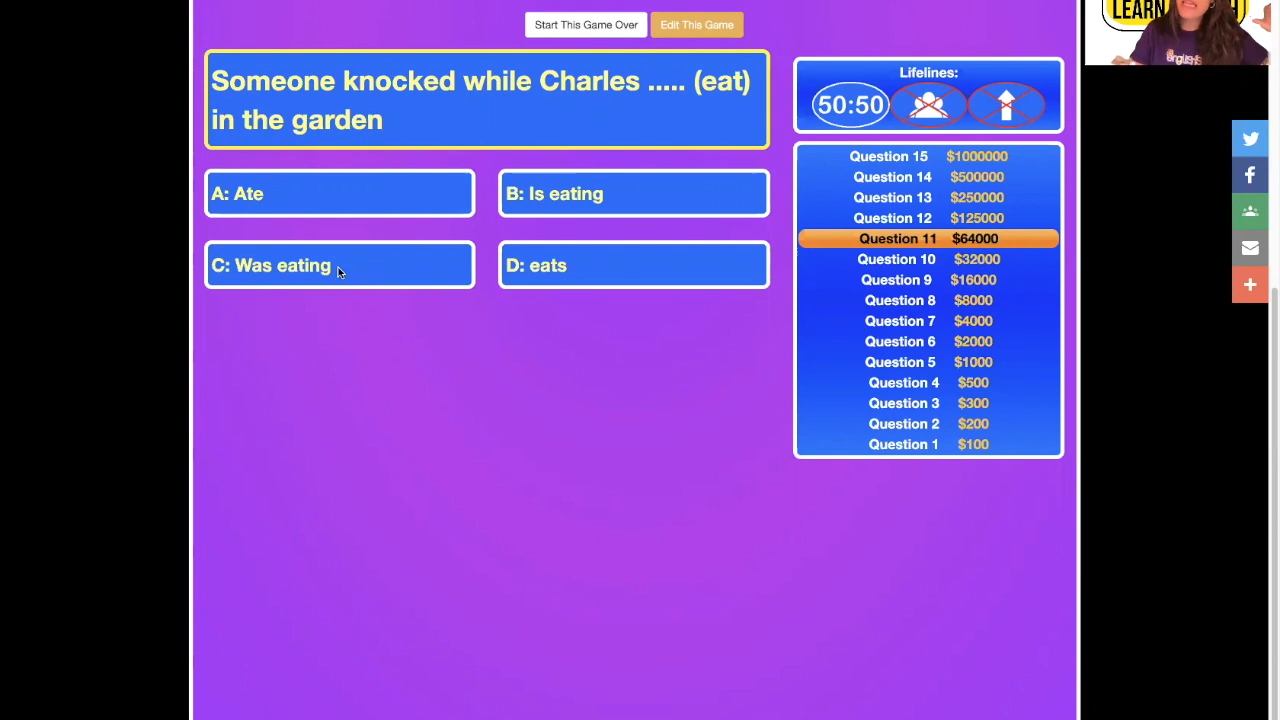 Start This Game Over
Edit This Game
LEARN
Someone knocked while Charles ..... (eat)
in the garden
A: Ate
B: Is eating
C: Was eating
D: eats
Lifelines:
50:50
Question 15 $1000000
Question 14 $500000
Question 13 $250000
Question 12 $125000
Question 11 $64000
Question 10 $32000
Question 9 $16000
Question 8 $8000
Question 7 $4000
Question 6 $2000
Question 5 $1000
Question 4 $500
Question 3 $300
Question 2 $200
Question 1 $100